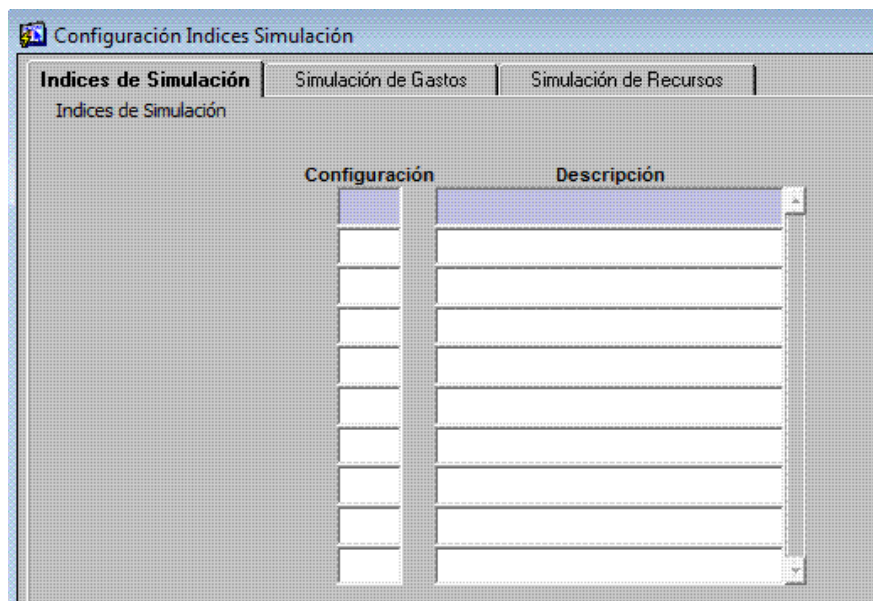 Configuración Indices Simulación
Indices de Simulación Simulación de Gastos Simulación de Recursos
Indices de Simulación
Configuración Descripción